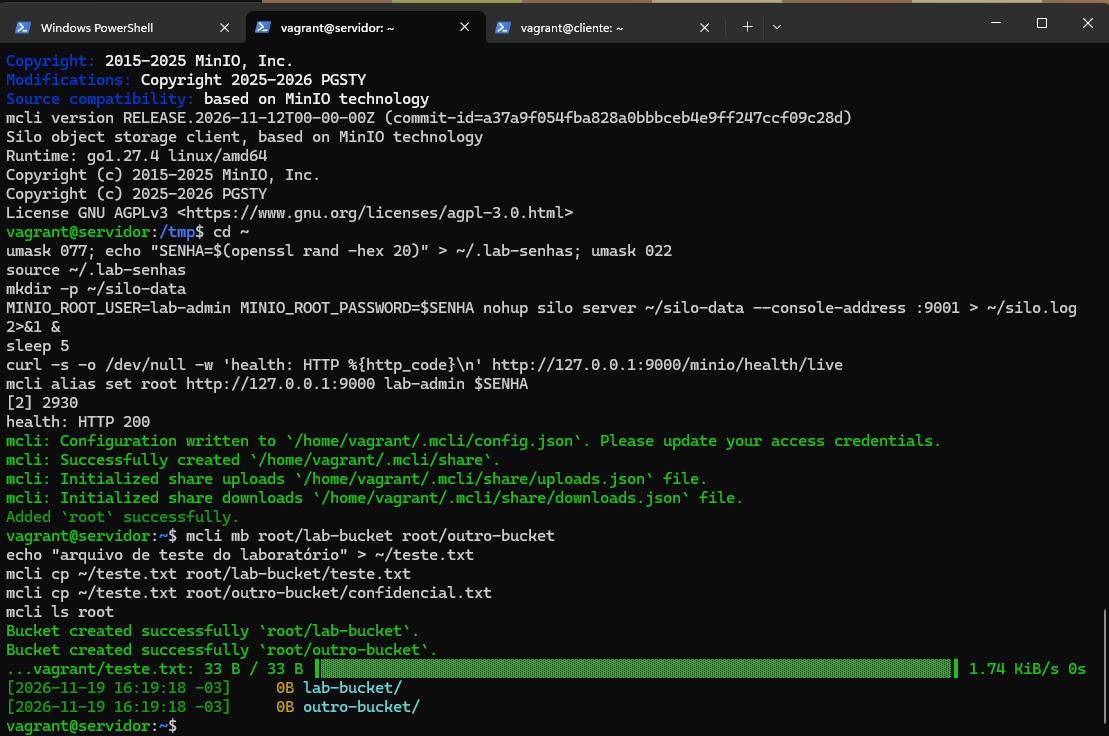 Windows PowerShell
vagrant@servidor: ~
vagrant@cliente: ~
Copyright: 2015-2025 MinIO, Inc.
Modifications: Copyright 2025-2026 PGSTY
Source compatibility: based on MinIO technology
mcli version RELEASE.2026-11-12T00-00-00Z (commit-id=a37a9f054fba828a0bbbceb4e9ff247ccf09c28d)
Silo object storage client, based on MinIO technology
Runtime: go1.27.4 linux/amd64
Copyright (c) 2015-2025 MinIO, Inc.
Copyright (c) 2025-2026 PGSTY
License GNU AGPLv3 <https://www.gnu.org/licenses/agpl-3.0.html>
vagrant@servidor:/tmp$ cd ~
umask 077; echo "SENHA=$(openssl rand -hex 20)" > ~/.lab-senhas; umask 022
source ~/.lab-senhas
mkdir -p ~/silo-data
MINIO_ROOT_USER=lab-admin MINIO_ROOT_PASSWORD=$SENHA nohup silo server ~/silo-data --console-address :9001 > ~/silo.log
2>&1 &
sleep 5
curl -s -o /dev/null -w 'health: HTTP %{http_code}\n' http://127.0.0.1:9000/minio/health/live
mcli alias set root http://127.0.0.1:9000 lab-admin $SENHA
[2] 2930
health: HTTP 200
mcli: Configuration written to `/home/vagrant/.mcli/config.json`. Please update your access credentials.
mcli: Successfully created `/home/vagrant/.mcli/share`.
mcli: Initialized share uploads `/home/vagrant/.mcli/share/uploads.json` file.
mcli: Initialized share downloads `/home/vagrant/.mcli/share/downloads.json` file.
Added `root` successfully.
vagrant@servidor:~$ mcli mb root/lab-bucket root/outro-bucket
echo "arquivo de teste do laboratório" > ~/teste.txt
mcli cp ~/teste.txt root/lab-bucket/teste.txt
mcli cp ~/teste.txt root/outro-bucket/confidencial.txt
mcli ls root
Bucket created successfully `root/lab-bucket`.
Bucket created successfully `root/outro-bucket`.
...vagrant/teste.txt: 33 B / 33 B 1.74 KiB/s 0s
[2026-11-19 16:19:18 -03] 0B lab-bucket/
[2026-11-19 16:19:18 -03] 0B outro-bucket/
vagrant@servidor:~$